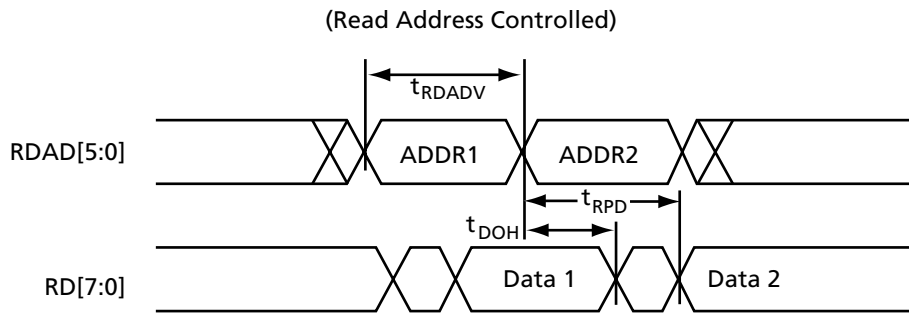 (Read Address Controlled)
tRDADV
RDAD[5:0]
ADDR1
ADDR2
tRPD
tDOH
RD[7:0]
Data 1
Data 2